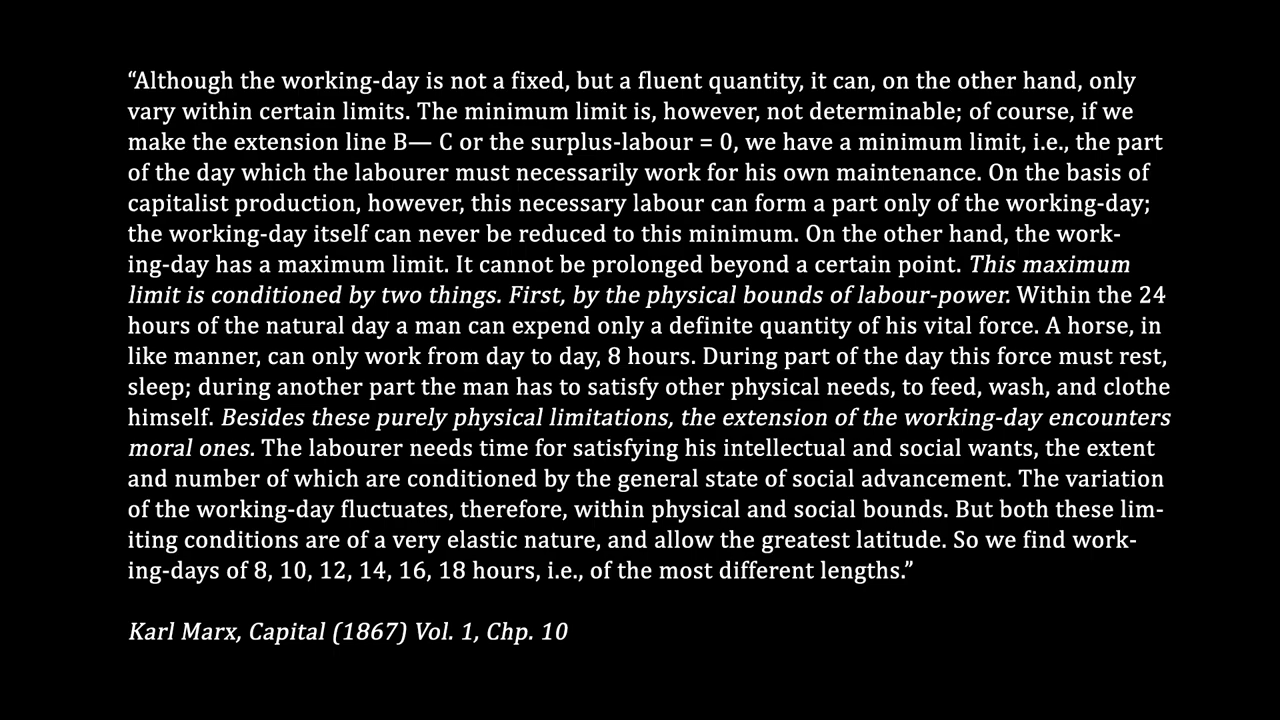 “Although the working-day is not a fixed, but a fluent quantity, it can, on the other hand, only
vary within certain limits. The minimum limit is, however, not determinable; of course, if we
make the extension line B— C or the surplus-labour = 0, we have a minimum limit, i.e., the part
of the day which the labourer must necessarily work for his own maintenance. On the basis of
capitalist production, however, this necessary labour can form a part only of the working-day;
the working-day itself can never be reduced to this minimum. On the other hand, the work-
ing-day has a maximum limit. It cannot be prolonged beyond a certain point. This maximum
limit is conditioned by two things. First, by the physical bounds of labour-power. Within the 24
hours of the natural day a man can expend only a definite quantity of his vital force. A horse, in
like manner, can only work from day to day, 8 hours. During part of the day this force must rest,
sleep; during another part the man has to satisfy other physical needs, to feed, wash, and clothe
himself. Besides these purely physical limitations, the extension of the working-day encounters
moral ones. The labourer needs time for satisfying his intellectual and social wants, the extent
and number of which are conditioned by the general state of social advancement. The variation
of the working-day fluctuates, therefore, within physical and social bounds. But both these lim-
iting conditions are of a very elastic nature, and allow the greatest latitude. So we find work-
ing-days of 8, 10, 12, 14, 16, 18 hours, i.e., of the most different lengths.”
Karl Marx, Capital (1867) Vol. 1, Chp. 10